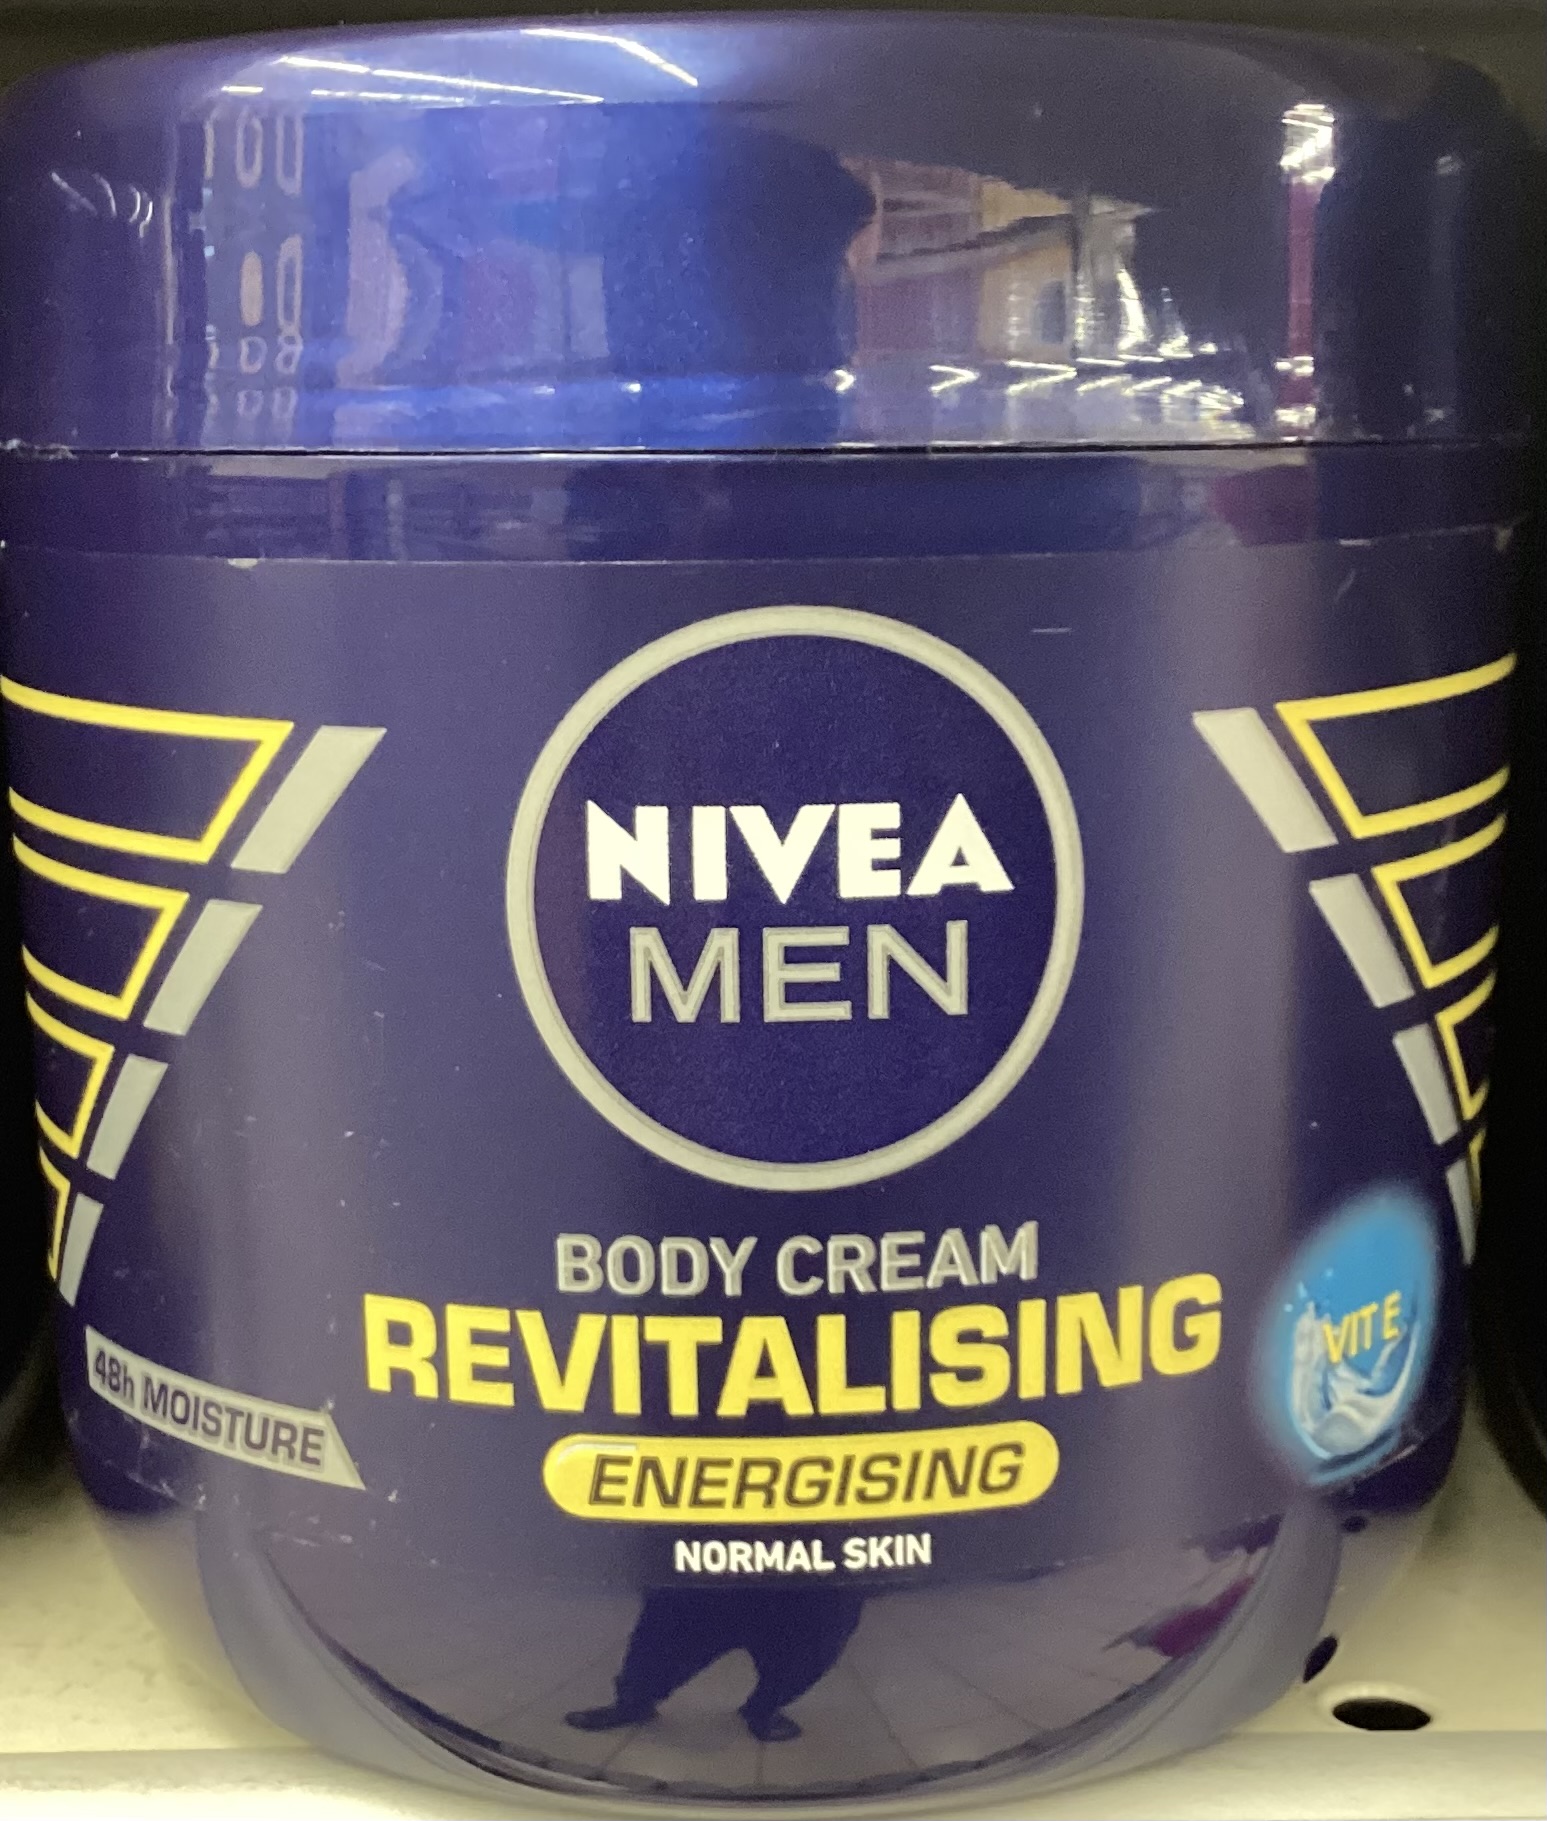 NIVEA
MEN
BODY CREAM
REVITALISING
VIT E
48h MOISTURE
ENERGISING
NORMAL SKIN